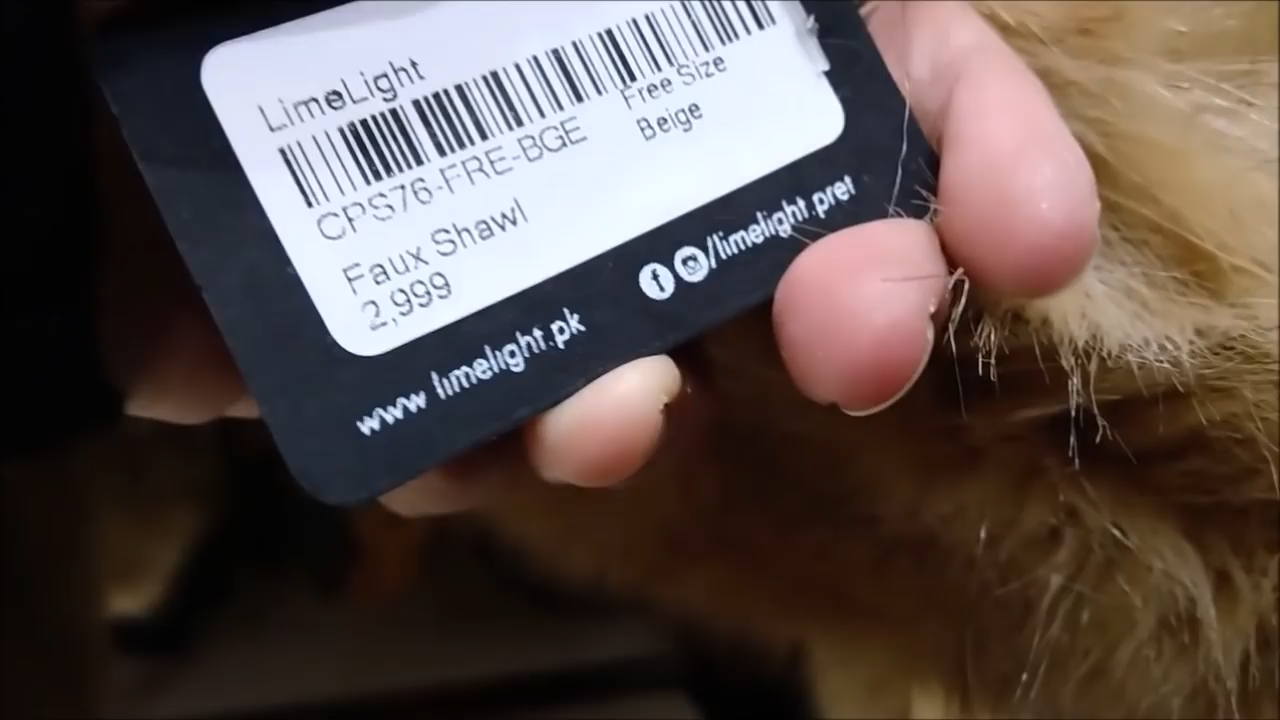 LimeLight
Free Size
CPS76-FRE-BGE
Beige
Faux Shawl
2,999
/limelight.pret
www limelight.pk